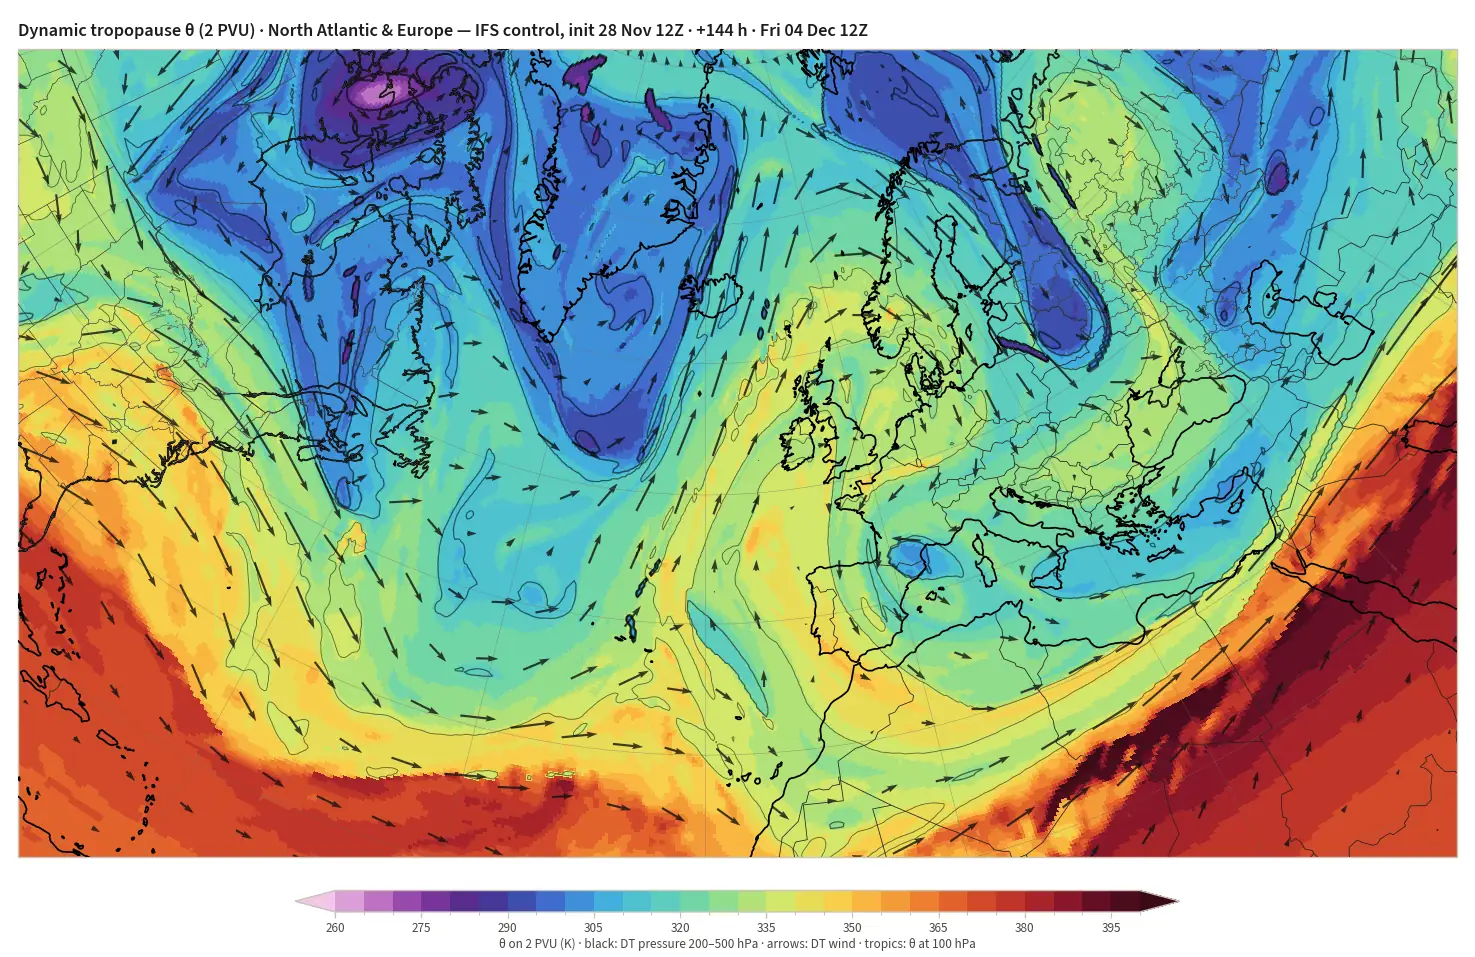 Dynamic tropopause θ (2 PVU) · North Atlantic & Europe — IFS control, init 28 Nov 12Z · +144 h · Fri 04 Dec 12Z
260 275 290 305 320 335 350 365 380 395
θ on 2 PVU (K) · black: DT pressure 200–500 hPa · arrows: DT wind · tropics: θ at 100 hPa